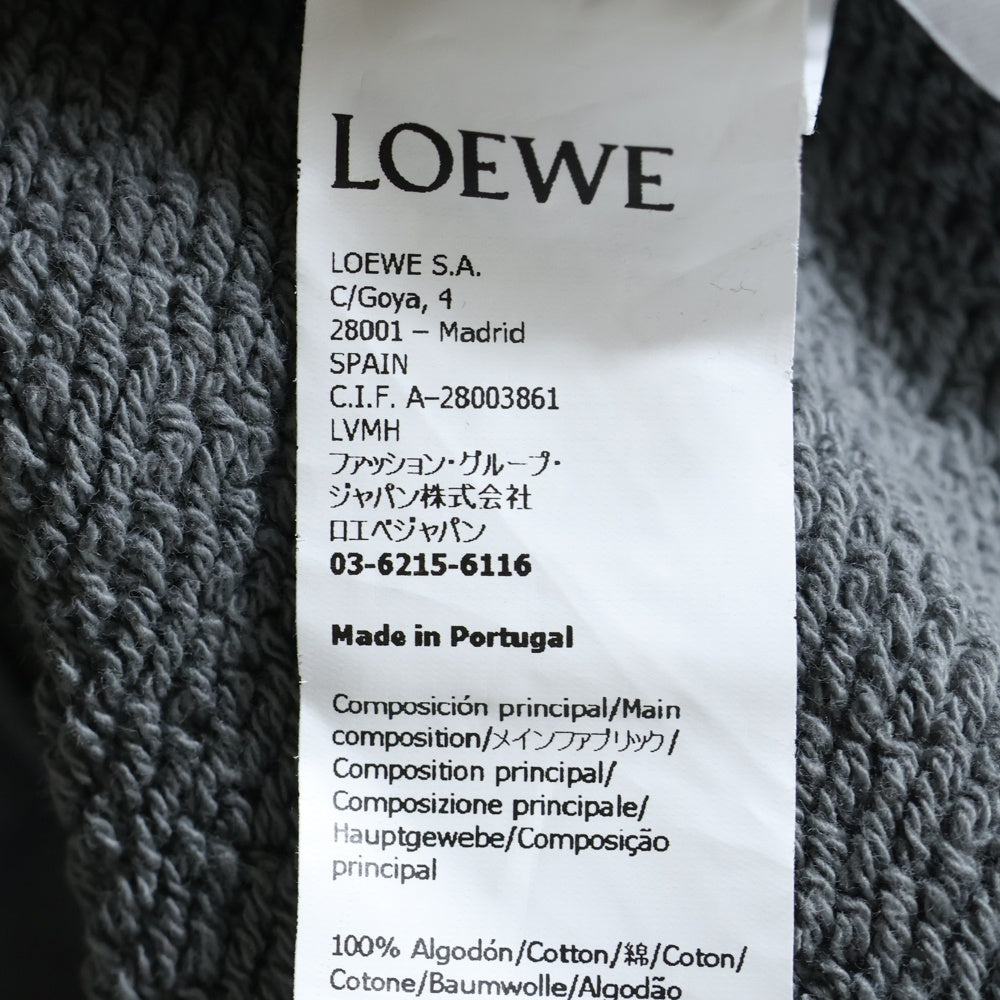 LOEWE
LOEWE S.A.
C/Goya, 4
28001 – Madrid
SPAIN
C.I.F. A–28003861
LVMH
ファッション・グループ・
ジャパン株式会社
ロエベジャパン
03-6215-6116
Made in Portugal
Composición principal/Main
composition/メインファブリック/
Composition principal/
Composizione principale/
Hauptgewebe/Composição
principal
100% Algodón/Cotton/綿/Coton/
Cotone/Baumwolle/Algodão